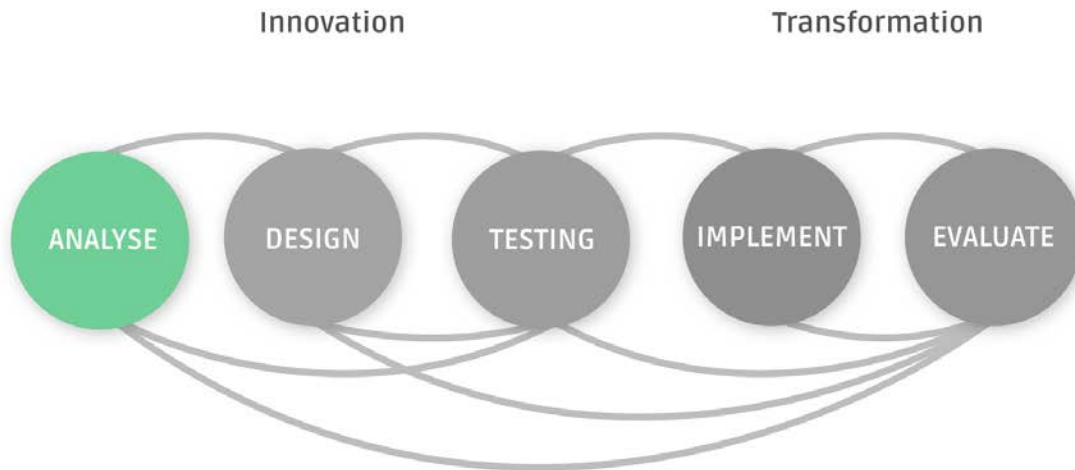 Innovation
Transformation
ANALYSE
DESIGN
TESTING
IMPLEMENT
EVALUATE